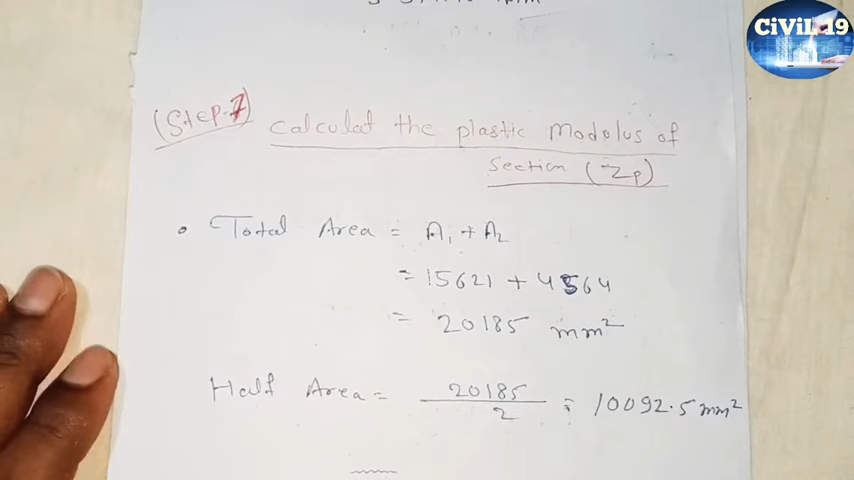 CiViL 19
(Step-7) Calculat the plastic Modolus of
Section (Zp)
• Total Area = A₁ + A₂
= 15621 + 4564
= 20185 mm²
Half Area = 20185 / 2 = 10092.5 mm²